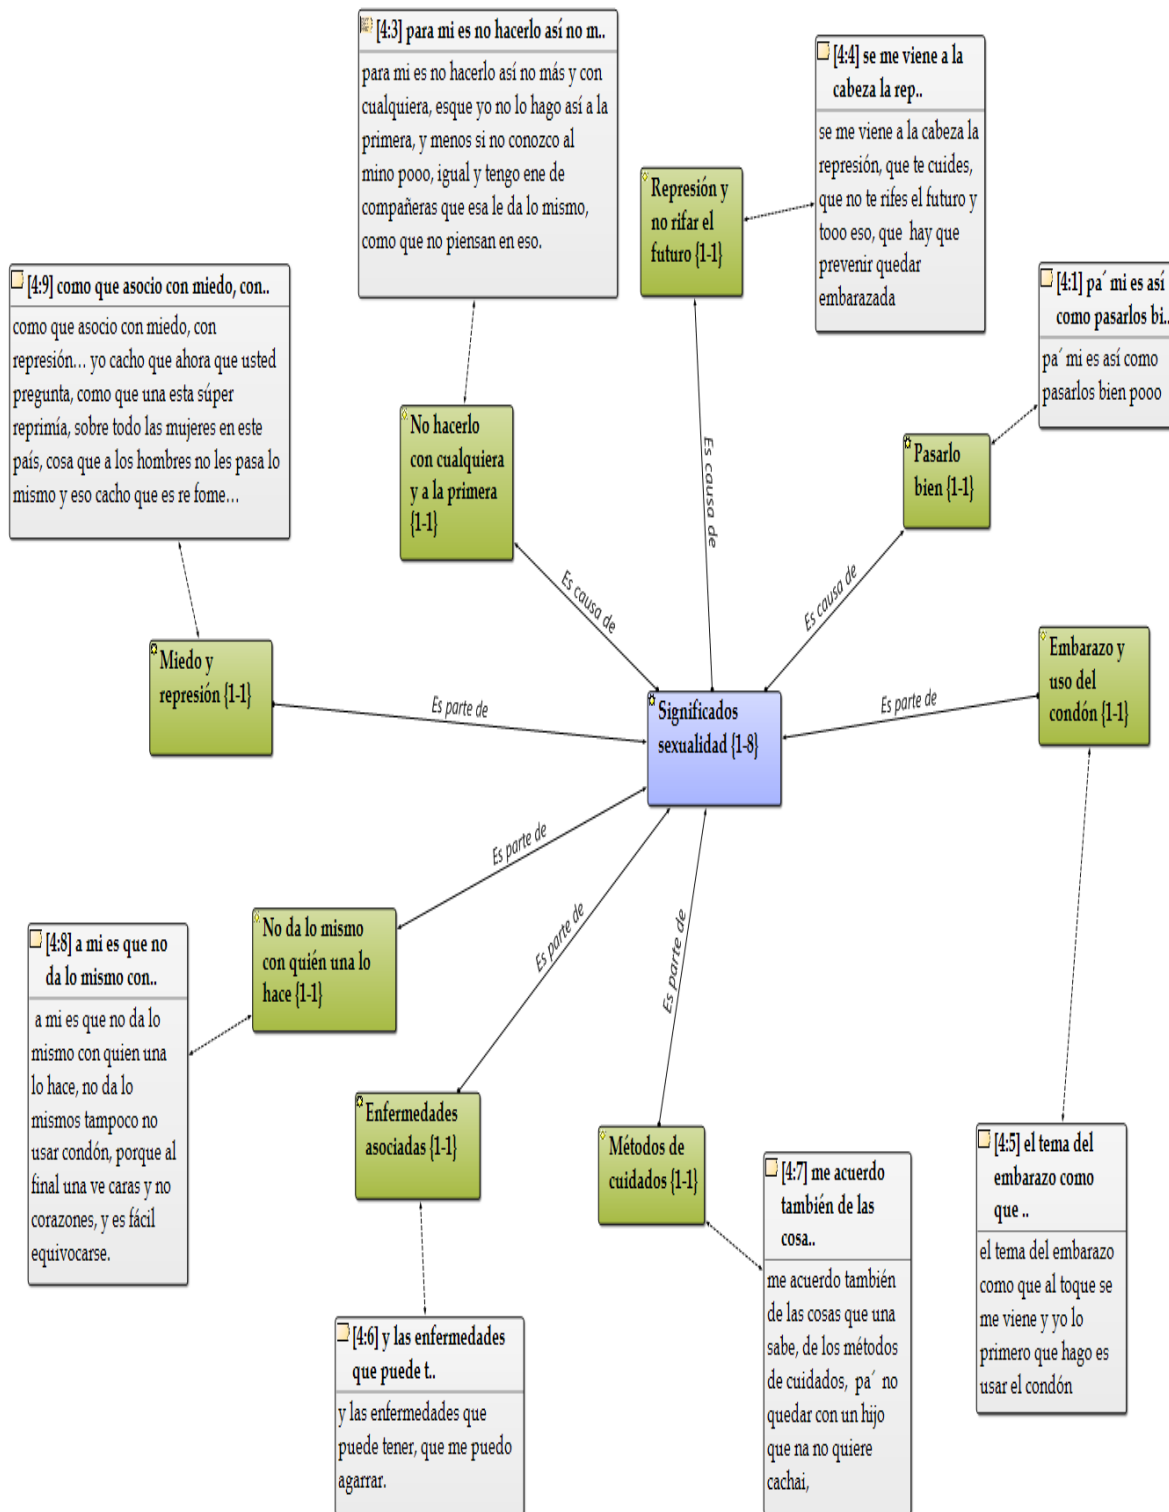 [4:3] para mi es no hacerlo así no m..
para mi es no hacerlo así no más y con
cualquiera, esque yo no lo hago así a la
primera, y menos si no conozco al
mino pooo, igual y tengo ene de
compañeras que esa le da lo mismo,
como que no piensan en eso.
[4:4] se me viene a la
cabeza la rep..
se me viene a la cabeza la
represión, que te cuides,
que no te rifes el futuro y
tooo eso, que hay que
prevenir quedar
embarazada
Represión y
no rifar el
futuro {1-1}
[4:9] como que asocio con miedo, con..
como que asocio con miedo, con
represión... yo cacho que ahora que usted
pregunta, como que una esta súper
reprimía, sobre todo las mujeres en este
país, cosa que a los hombres no les pasa lo
mismo y eso cacho que es re fome...
[4:1] pa´ mi es así
como pasarlos bi..
pa´ mi es así como
pasarlos bien pooo
No hacerlo
con cualquiera
y a la primera
{1-1}
Pasarlo
bien {1-1}
Es causa de
Es causa de
Es causa de
Miedo y
represión {1-1}
Es parte de
Significados
sexualidad {1-8}
Es parte de
Embarazo y
uso del
condón {1-1}
Es parte de
Es parte de
Es parte de
No da lo mismo
con quién una lo
hace {1-1}
[4:8] a mi es que no
da lo mismo con..
a mi es que no da lo
mismo con quien una
lo hace, no da lo
mismos tampoco no
usar condón, porque al
final una ve caras y no
corazones, y es fácil
equivocarse.
Enfermedades
asociadas {1-1}
Métodos de
cuidados {1-1}
[4:5] el tema del
embarazo como
que ..
el tema del embarazo
como que al toque se
me viene y yo lo
primero que hago es
usar el condón
[4:7] me acuerdo
también de las
cosa..
me acuerdo también
de las cosas que una
sabe, de los métodos
de cuidados, pa´ no
quedar con un hijo
que na no quiere
cachai,
[4:6] y las enfermedades
que puede t..
y las enfermedades que
puede tener, que me puedo
agarrar.